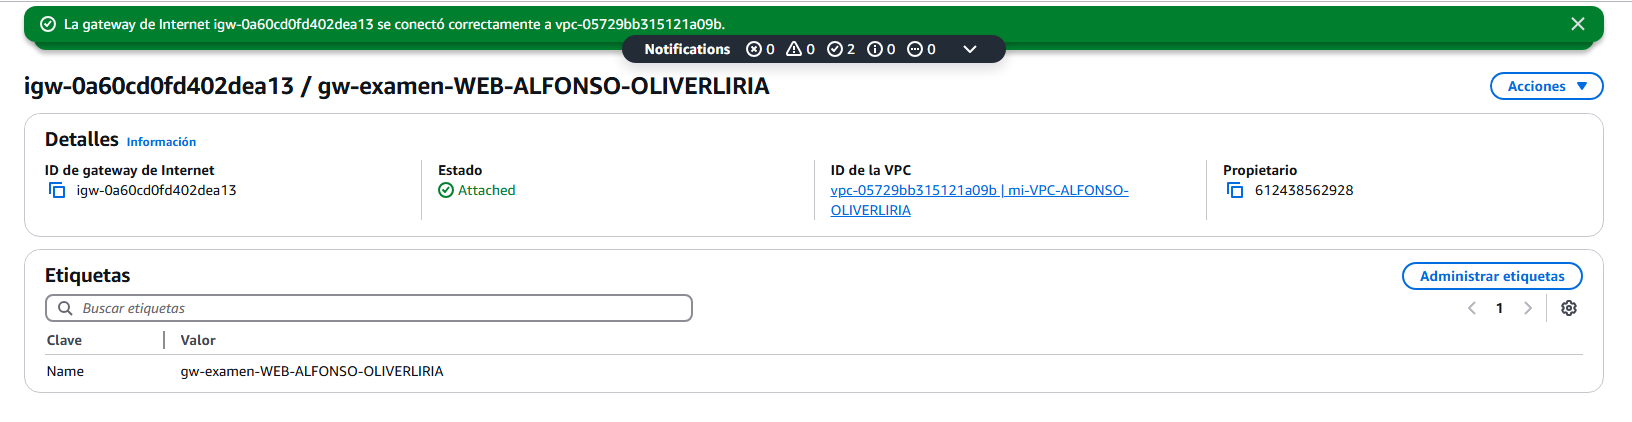 La gateway de Internet igw-0a60cd0fd402dea13 se conectó correctamente a vpc-05729bb315121a09b.
Notifications 0 0 2 0 0
igw-0a60cd0fd402dea13 / gw-examen-WEB-ALFONSO-OLIVERLIRIA
Acciones
Detalles Información
ID de gateway de Internet
igw-0a60cd0fd402dea13
Estado
Attached
ID de la VPC
vpc-05729bb315121a09b | mi-VPC-ALFONSO-
OLIVERLIRIA
Propietario
612438562928
Etiquetas
Administrar etiquetas
Buscar etiquetas
1
Clave Valor
Name gw-examen-WEB-ALFONSO-OLIVERLIRIA